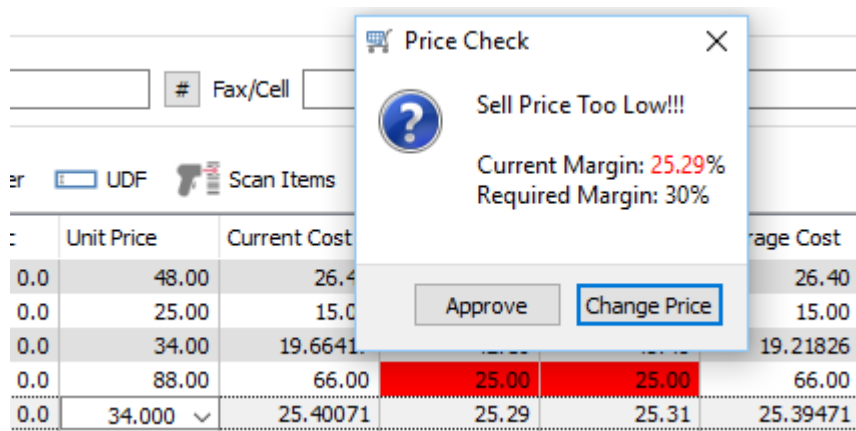 Price Check
# Fax/Cell
Sell Price Too Low!!!
Current Margin: 25.29%
Required Margin: 30%
UDF Scan Items
Unit Price Current Cost Cost
0.0 48.00 26.40
0.0 25.00 15.00
Approve Change Price
0.0 34.00 19.21826
0.0 88.00 66.00 25.00 25.00 66.00
0.0 34.000 25.40071 25.29 25.31 25.39471